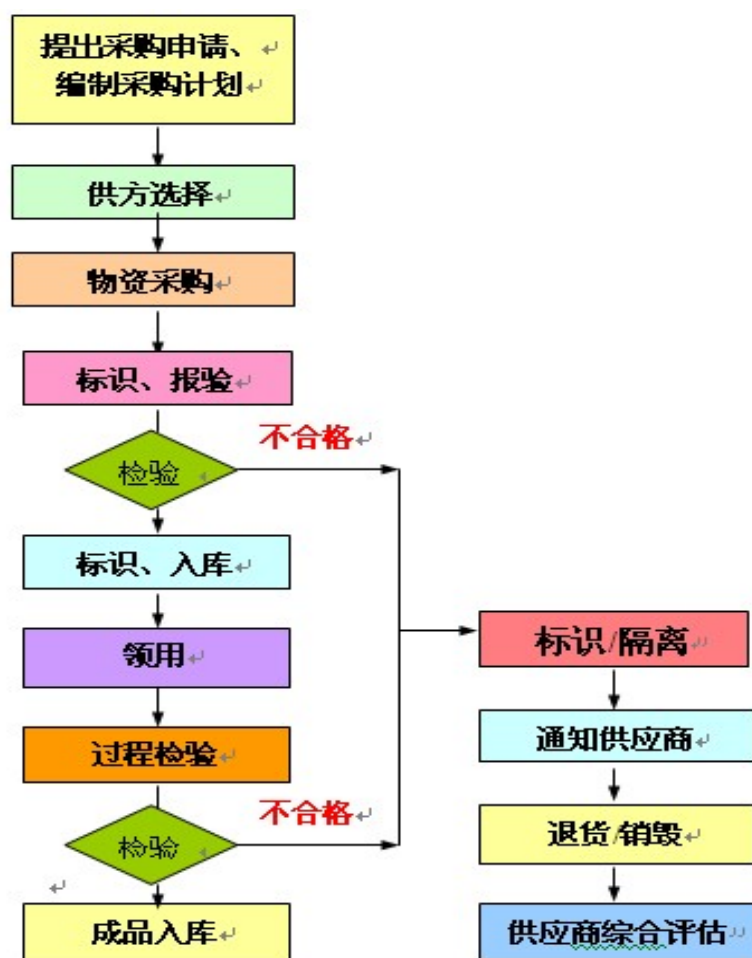 提出采购申请、
编制采购计划
供方选择
物资采购
标识、报验
不合格
检验
标识、入库
领用
过程检验
不合格
检验
成品入库
标识/隔离
通知供应商
退货/销毁
供应商综合评估